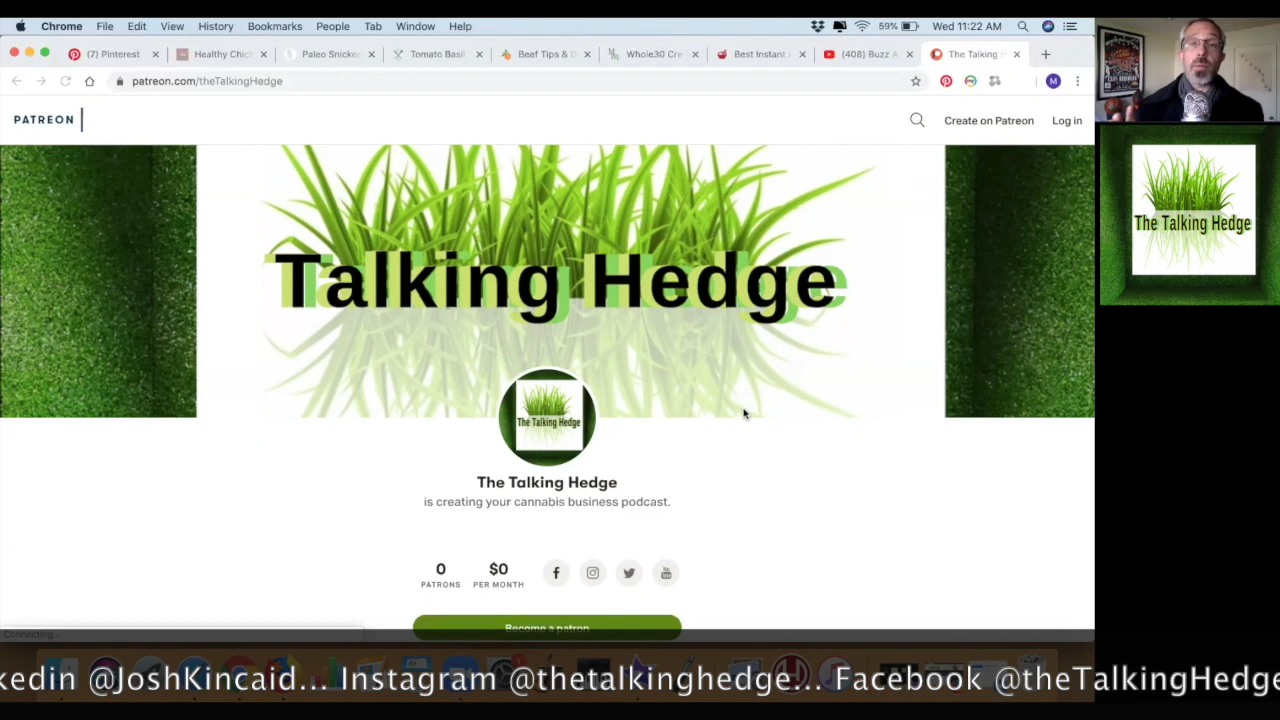 Chrome File Edit View History Bookmarks People Tab Window Help 59% Wed 11:22 AM
(7) Pinterest Healthy Chic Paleo Snicker Tomato Basil Beef Tips & Whole30 Cre Best Instant (408) Buzz A The Talking H
patreon.com/theTalkingHedge M
PATREON Create on Patreon Log in
Talking Hedge
The Talking Hedge
The Talking Hedge
The Talking Hedge
is creating your cannabis business podcast.
0 $0
PATRONS PER MONTH
Become a patron
Connecting...
kedin @JoshKincaid... Instagram @thetalkinghedge... Facebook @theTalkingHedge